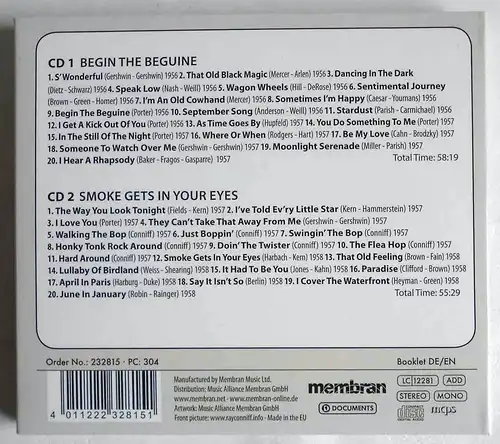 CD 1 BEGIN THE BEGUINE
1. S' Wonderful (Gershwin - Gershwin) 1956 2. That Old Black Magic (Mercer - Arlen) 1956 3. Dancing In The Dark
(Dietz - Schwarz) 1956 4. Speak Low (Nash - Weill) 1956 5. Wagon Wheels (Hill - DeRose) 1956 6. Sentimental Journey
(Brown - Green - Homer) 1956 7. I'm An Old Cowhand (Mercer) 1956 8. Sometimes I'm Happy (Caesar - Youmans) 1956
9. Begin The Beguine (Porter) 1956 10. September Song (Anderson - Weill) 1956 11. Stardust (Parish - Carmichael) 1956
12. I Get A Kick Out Of You (Porter) 1956 13. As Time Goes By (Hupfeld) 1957 14. You Do Something To Me (Porter) 1957
15. In The Still Of The Night (Porter) 1957 16. Where Or When (Rodgers - Hart) 1957 17. Be My Love (Cahn - Brodzky) 1957
18. Someone To Watch Over Me (Gershwin - Gershwin) 1957 19. Moonlight Serenade (Miller - Parish) 1957
20. I Hear A Rhapsody (Baker - Fragos - Gasparre) 1957 Total Time: 58:19
CD 2 SMOKE GETS IN YOUR EYES
1. The Way You Look Tonight (Fields - Kern) 1957 2. I've Told Ev'ry Little Star (Kern - Hammerstein) 1957
3. I Love You (Porter) 1957 4. They Can't Take That Away From Me (Gershwin - Gershwin) 1957
5. Walking The Bop (Conniff) 1957 6. Just Boppin' (Conniff) 1957 7. Swingin' The Bop (Conniff) 1957
8. Honky Tonk Rock Around (Conniff) 1957 9. Doin' The Twister (Conniff) 1957 10. The Flea Hop (Conniff) 1957
11. Hard Around (Conniff) 1957 12. Smoke Gets In Your Eyes (Harbach - Kern) 1958 13. That Old Feeling (Brown - Fain) 1958
14. Lullaby Of Birdland (Weiss - Shearing) 1958 15. It Had To Be You (Jones - Kahn) 1958 16. Paradise (Clifford - Brown) 1958
17. April In Paris (Harburg - Duke) 1958 18. Say It Isn't So (Berlin) 1958 19. I Cover The Waterfront (Heyman - Green) 1958
20. June In January (Robin - Rainger) 1958 Total Time: 55:29
Order No.: 232815 · PC: 304 Booklet DE/EN
4 011222 328151
Manufactured by Membran Music Ltd.
Distribution: Music Alliance Membran GmbH
www.membran.net · www.membran-online.de
Artwork: Music Alliance Membran GmbH
Front picture: www.rayconniff.info · Made in the EU
membran
DOCUMENTS
LC 12281 ADD
STEREO MONO
COMPACT disc DIGITAL AUDIO
mcps